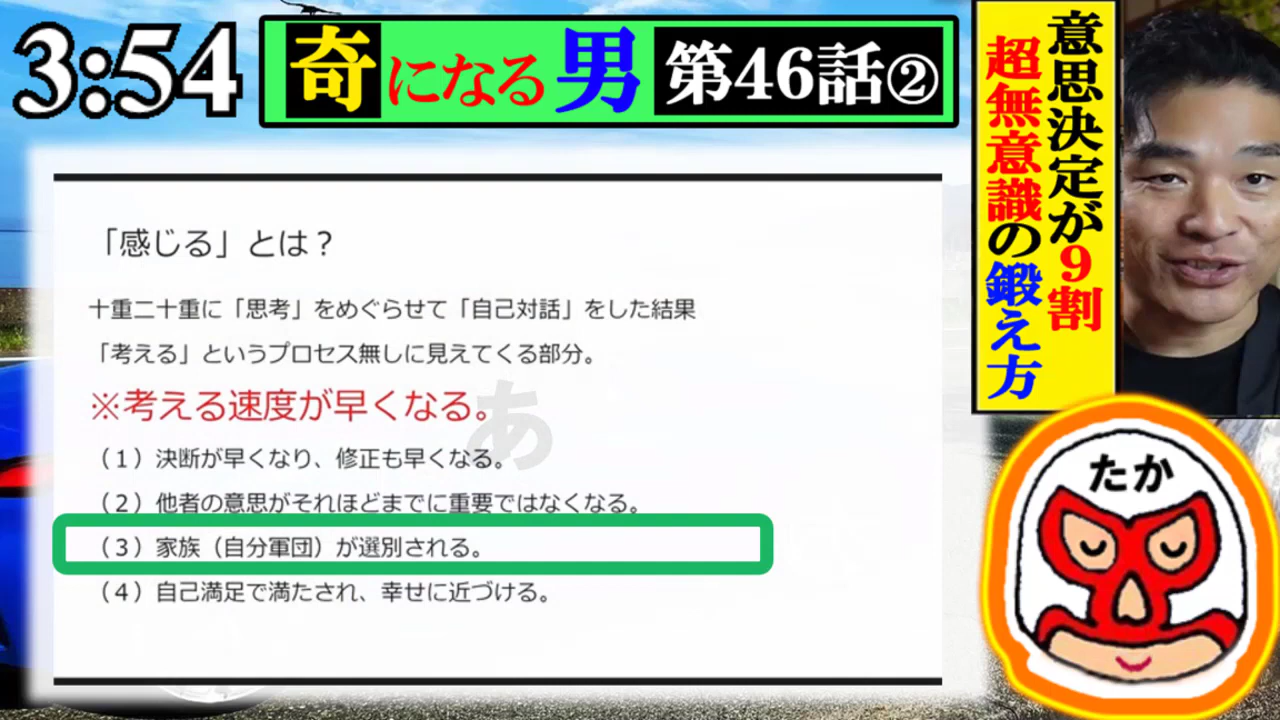 3:54
奇になる男 第46話②
意思決定が9割
超無意識の鍛え方
「感じる」とは？
十重二十重に「思考」をめぐらせて「自己対話」をした結果
「考える」というプロセス無しに見えてくる部分。
※考える速度が早くなる。
あ
（１）決断が早くなり、修正も早くなる。
（２）他者の意思がそれほどまでに重要ではなくなる。
（３）家族（自分軍団）が選別される。
（４）自己満足で満たされ、幸せに近づける。
たか